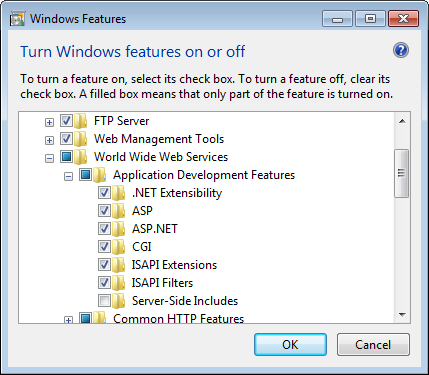 Windows Features
Turn Windows features on or off
To turn a feature on, select its check box. To turn a feature off, clear its
check box. A filled box means that only part of the feature is turned on.
FTP Server
Web Management Tools
World Wide Web Services
Application Development Features
.NET Extensibility
ASP
ASP.NET
CGI
ISAPI Extensions
ISAPI Filters
Server-Side Includes
Common HTTP Features
OK
Cancel